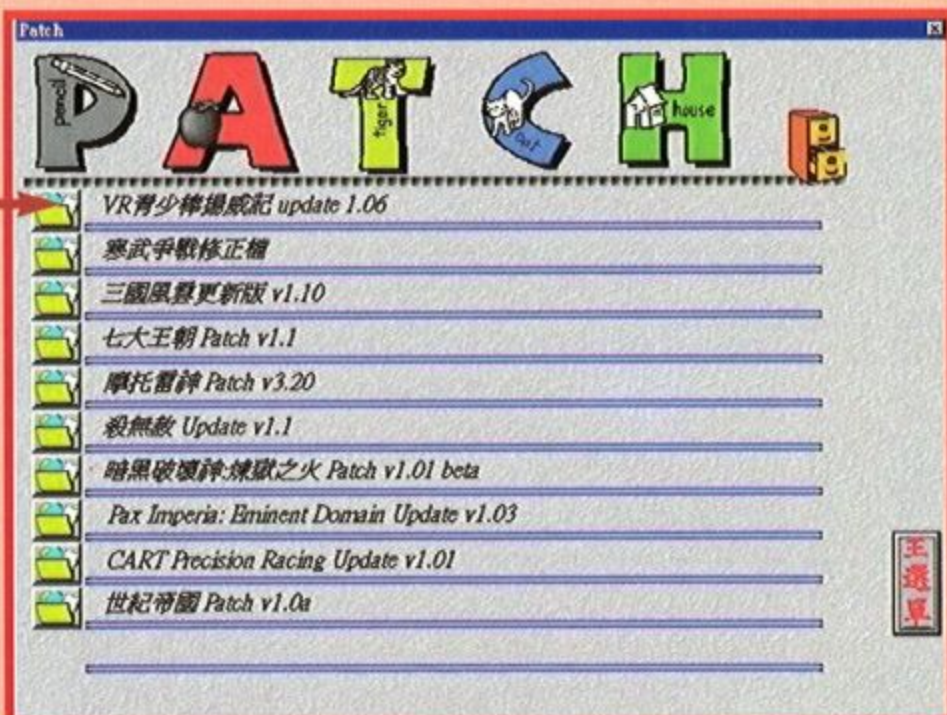 Patch
PATCH
pencil
tiger
cat
house
VR青少棒揚威記 update 1.06
寒武爭戰修正檔
三國風雲更新版 v1.10
七大王朝 Patch v1.1
摩托雷神 Patch v3.20
殺無赦 Update v1.1
暗黑破壞神:煉獄之火 Patch v1.01 beta
Pax Imperia: Eminent Domain Update v1.03
CART Precision Racing Update v1.01
世紀帝國 Patch v1.0a
主選單